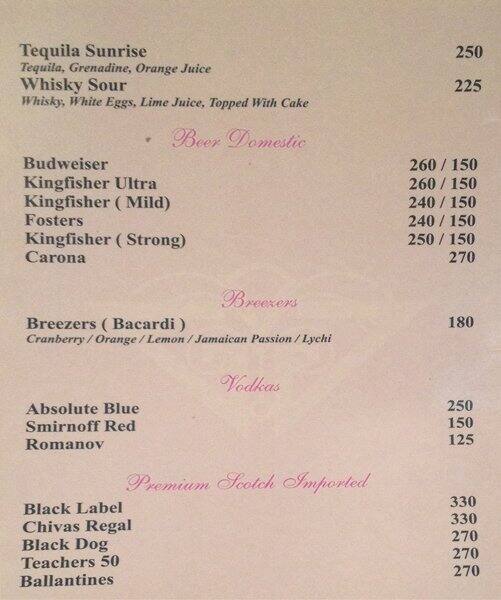 Tequila Sunrise 250
Tequila, Grenadine, Orange Juice
Whisky Sour 225
Whisky, White Eggs, Lime Juice, Topped With Cake
Beer Domestic
Budweiser 260 / 150
Kingfisher Ultra 260 / 150
Kingfisher ( Mild) 240 / 150
Fosters 240 / 150
Kingfisher ( Strong) 250 / 150
Carona 270
Breezers
Breezers ( Bacardi ) 180
Cranberry / Orange / Lemon / Jamaican Passion / Lychi
Vodkas
Absolute Blue 250
Smirnoff Red 150
Romanov 125
Premium Scotch Imported
Black Label 330
Chivas Regal 330
Black Dog 270
Teachers 50 270
Ballantines 270